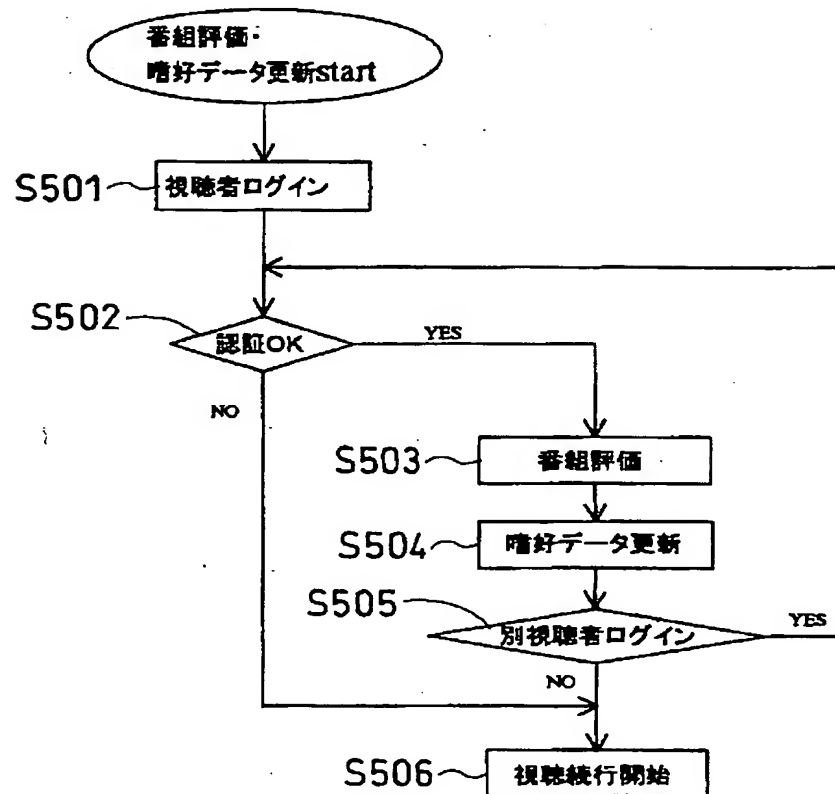 番組評価・
嗜好データ更新start
S501
視聴者ログイン
S502
認証OK
YES
NO
S503
番組評価
S504
嗜好データ更新
S505
別視聴者ログイン
YES
NO
S506
視聴続行開始